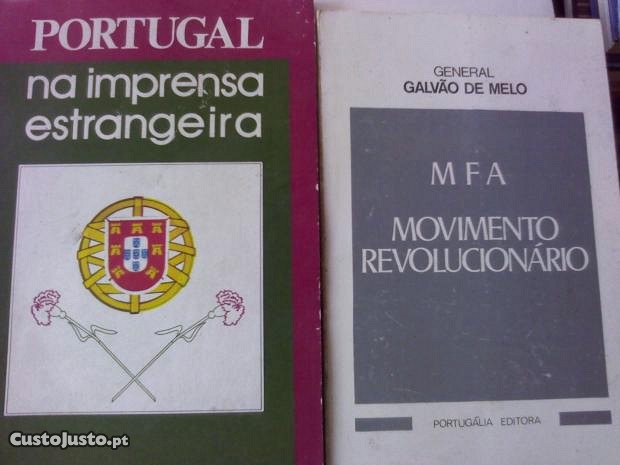 PORTUGAL
na imprensa
estrangeira
GENERAL
GALVÃO DE MELO
MFA
MOVIMENTO
REVOLUCIONÁRIO
PORTUGÁLIA EDITORA
CustoJusto.pt